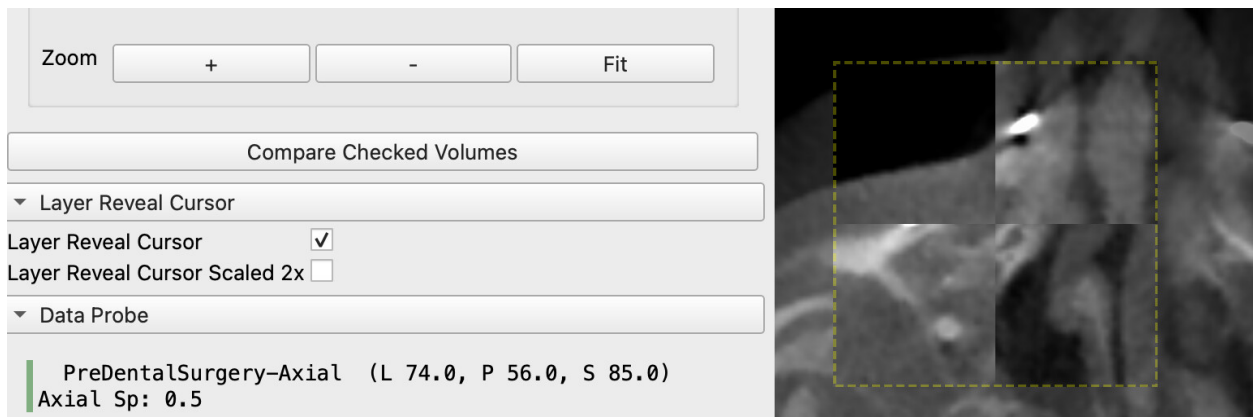 Zoom + - Fit
Compare Checked Volumes
Layer Reveal Cursor
Layer Reveal Cursor
Layer Reveal Cursor Scaled 2x
Data Probe
PreDentalSurgery-Axial (L 74.0, P 56.0, S 85.0)
Axial Sp: 0.5